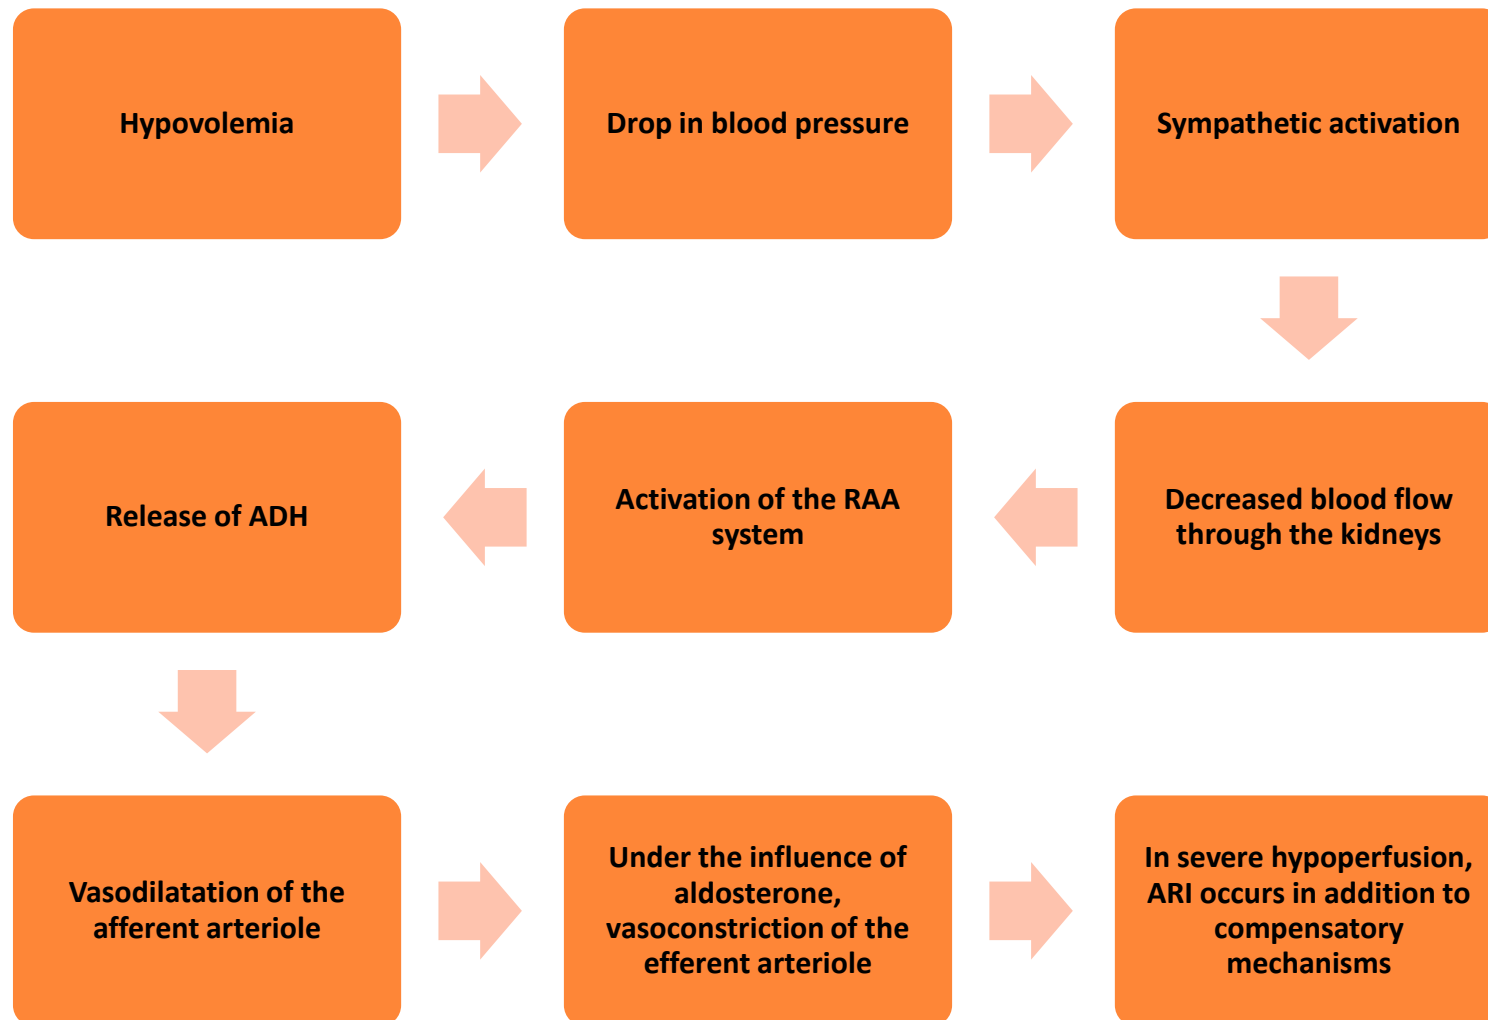 Hypovolemia
Drop in blood pressure
Sympathetic activation
Decreased blood flow
through the kidneys
Activation of the RAA
system
Release of ADH
Vasodilatation of the
afferent arteriole
Under the influence of
aldosterone,
vasoconstriction of the
efferent arteriole
In severe hypoperfusion,
ARI occurs in addition to
compensatory
mechanisms